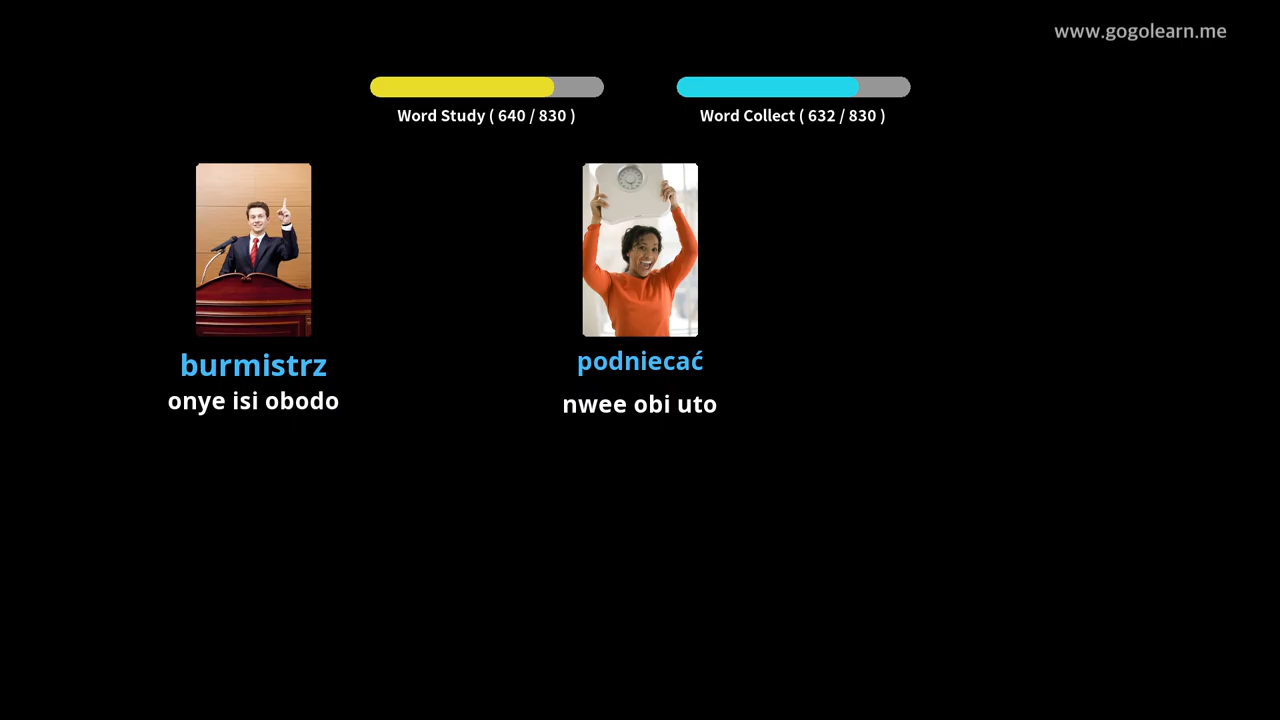 www.gogolearn.me
Word Study ( 640 / 830 )
Word Collect ( 632 / 830 )
burmistrz
onye isi obodo
podniecać
nwee obi uto